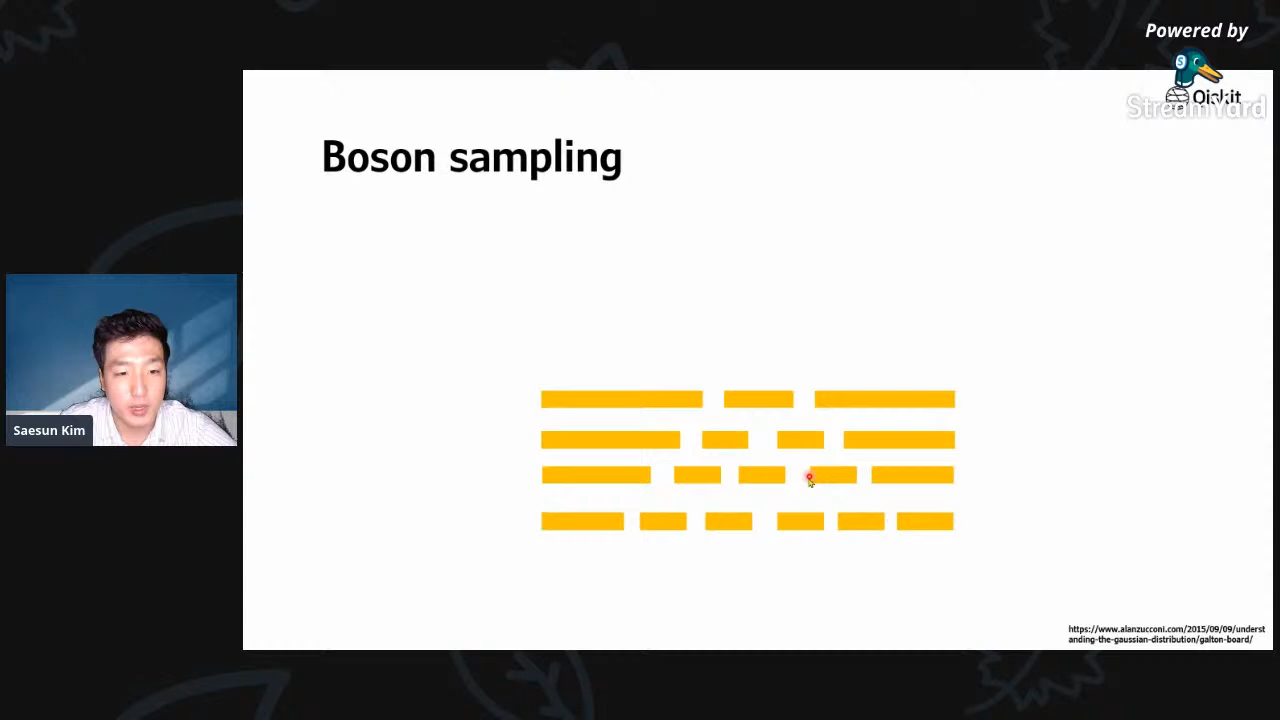 Powered by
Qiskit
StreamYard
Boson sampling
Saesun Kim
https://www.alanzucconi.com/2015/09/09/underst
anding-the-gaussian-distribution/galton-board/